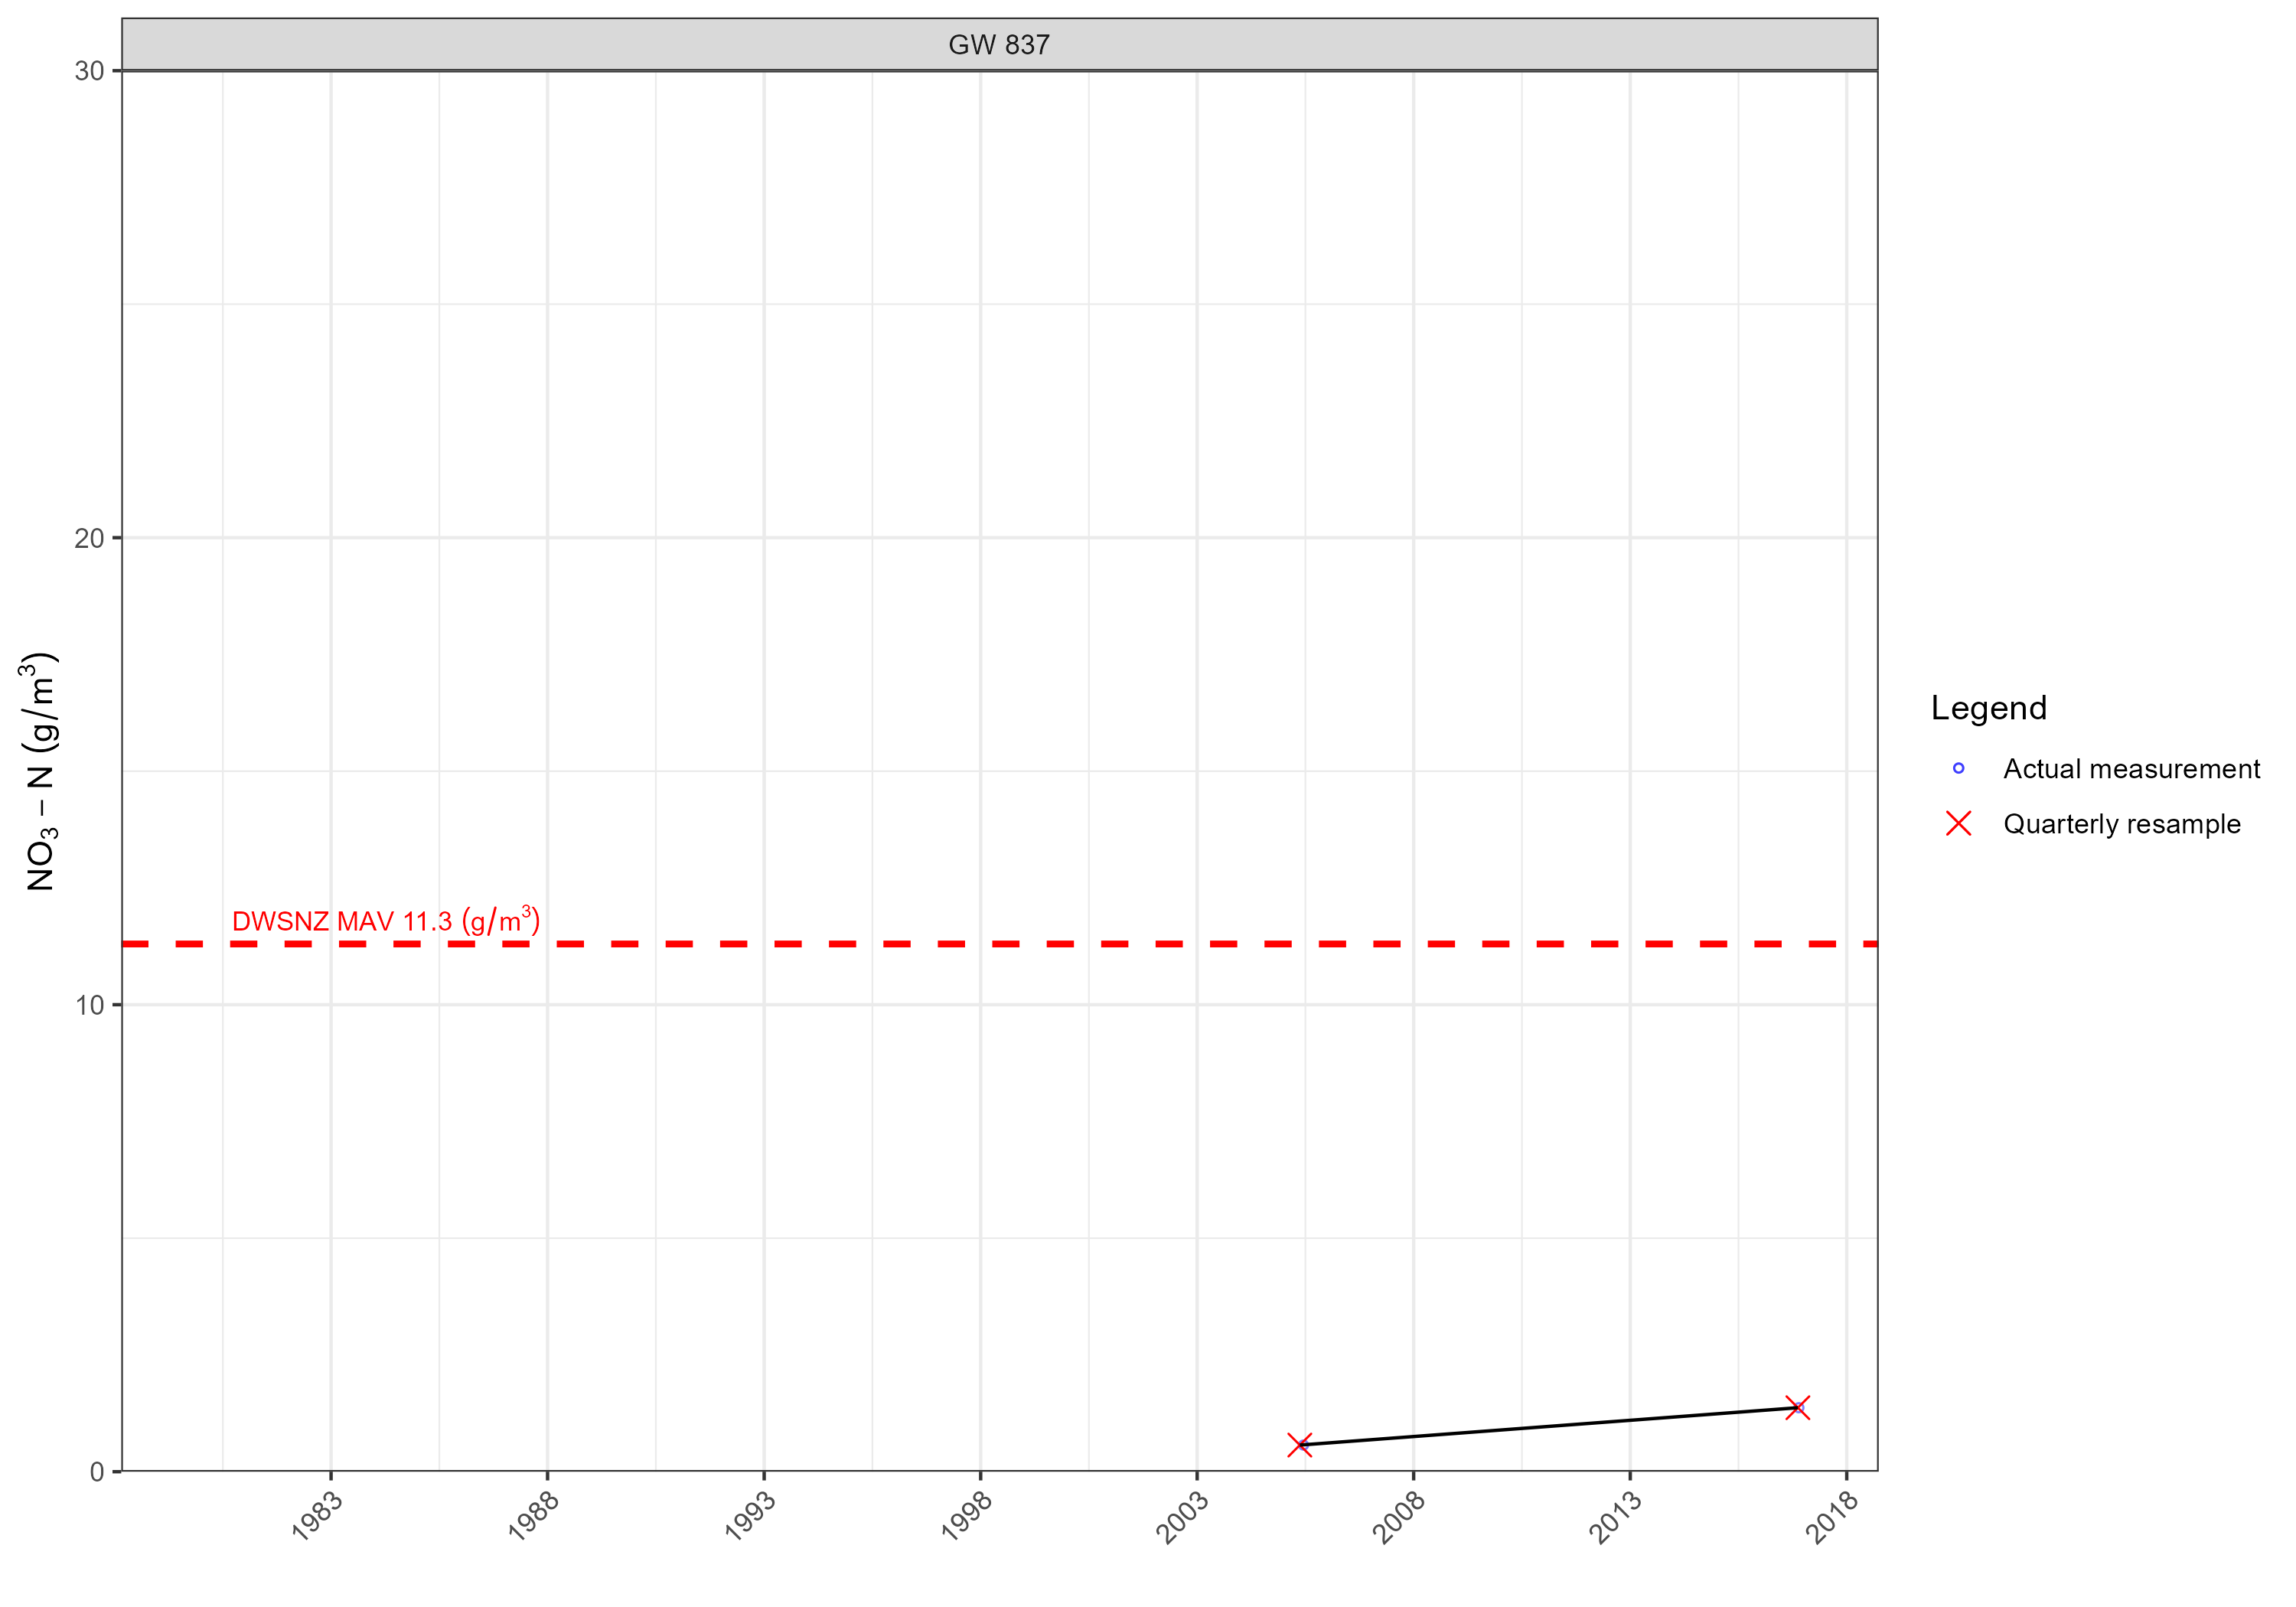 GW 837
30
20
10
0
NO₃ – N (g/m³)
DWSNZ MAV 11.3 (g/m³)
1983
1988
1993
1998
2003
2008
2013
2018
Legend
Actual measurement
Quarterly resample